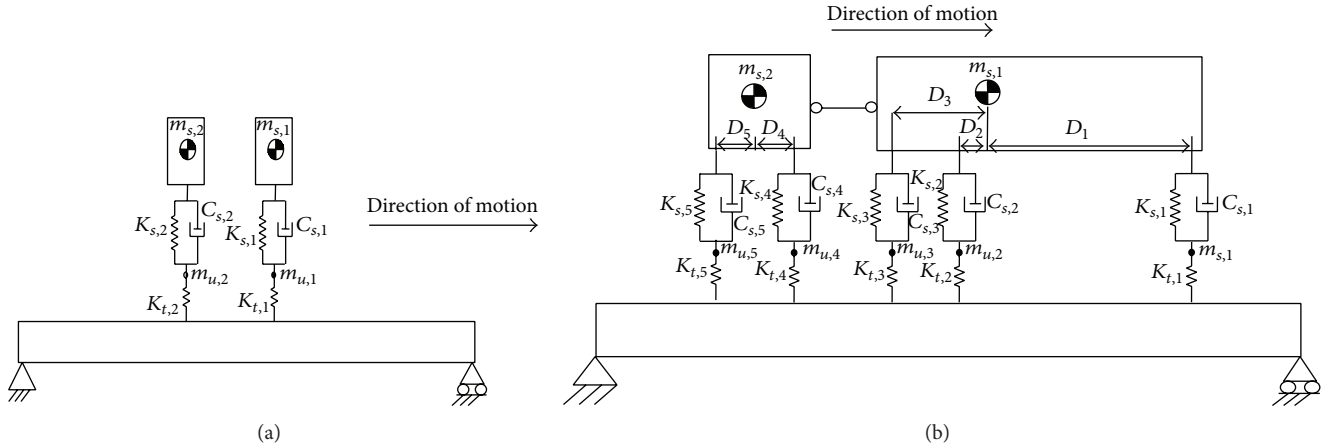 Direction of motion
m_{s,2}
m_{s,1}
D_3
D_5
D_4
D_2
D_1
m_{s,2}
m_{s,1}
K_{s,2}
C_{s,2}
K_{s,1}
C_{s,1}
Direction of motion
K_{s,5}
C_{s,5}
K_{s,4}
C_{s,4}
K_{s,3}
K_{s,2}
C_{s,3}
C_{s,2}
K_{s,1}
C_{s,1}
m_{u,2}
m_{u,1}
m_{u,5}
m_{u,4}
m_{u,3}
m_{u,2}
m_{s,1}
K_{t,2}
K_{t,1}
K_{t,5}
K_{t,4}
K_{t,3}
K_{t,2}
K_{t,1}
(a)
(b)